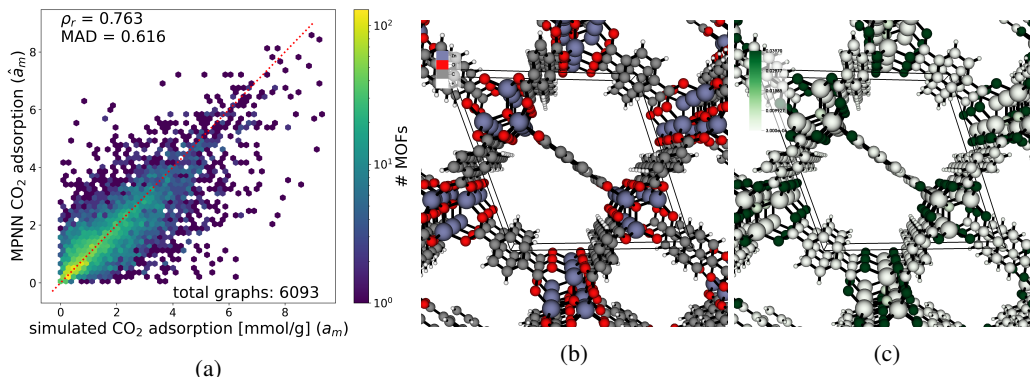 ρᵣ = 0.763
MAD = 0.616
10²
10¹
10⁰
# MOFs
8
6
4
2
0
MPNN CO₂ adsorption (âₘ)
total graphs: 6093
0 2 4 6 8
simulated CO₂ adsorption [mmol/g] (aₘ)
O
C
(a)
(b)
(c)